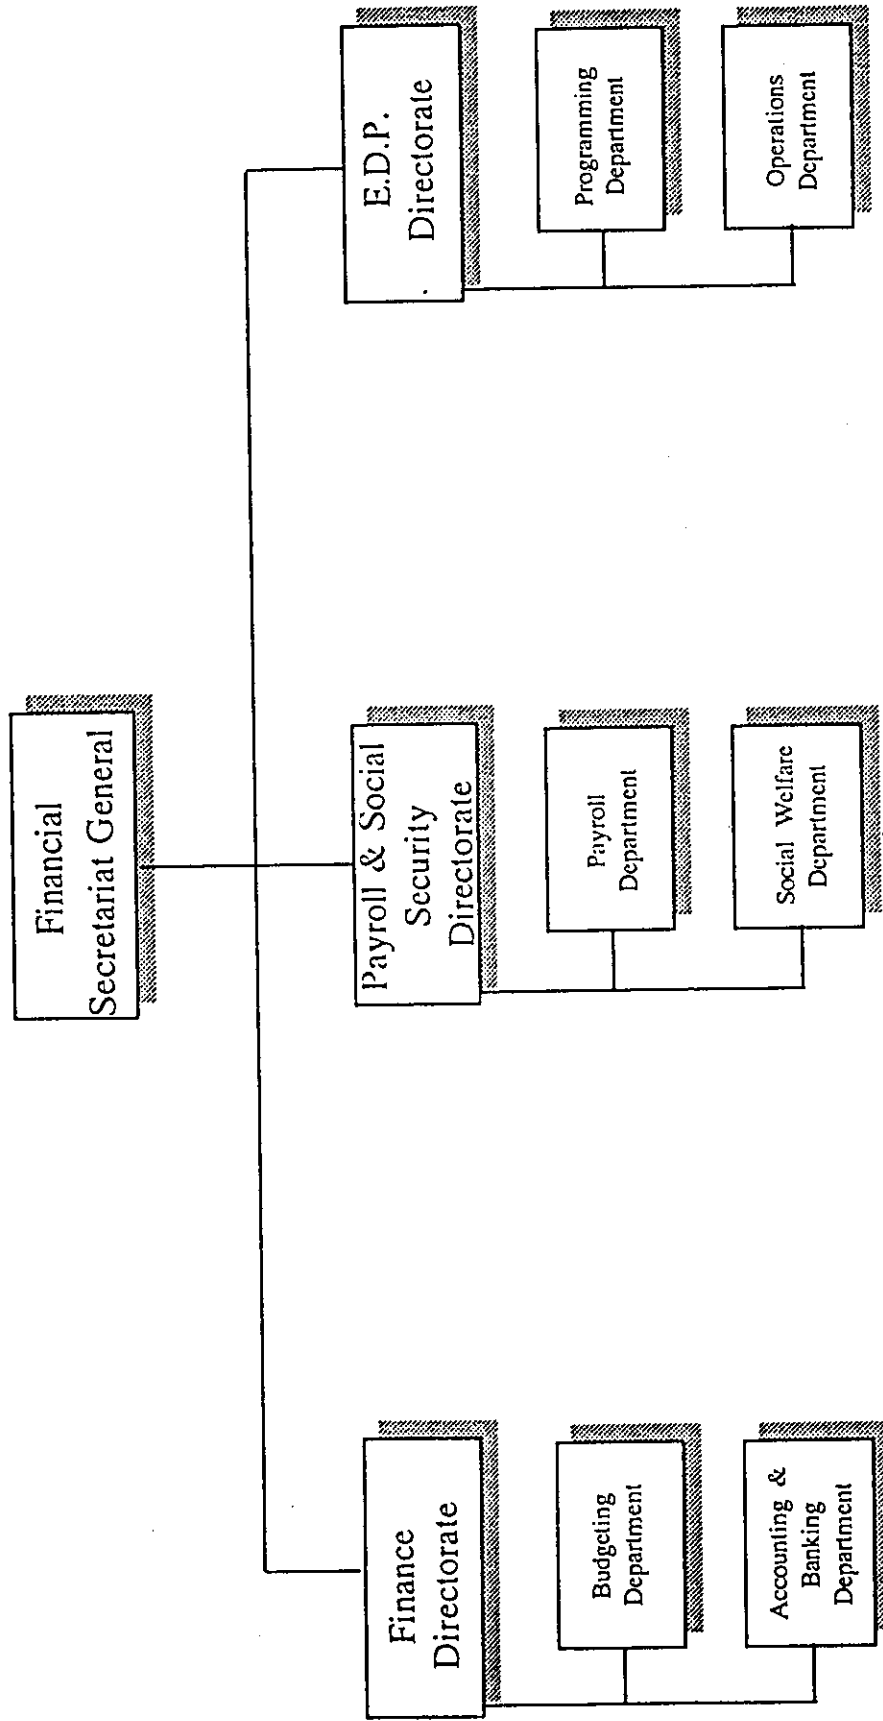 Financial
Secretariat General
Finance
Directorate
Budgeting
Department
Accounting &
Banking
Department
Payroll & Social
Security
Directorate
Payroll
Department
Social Welfare
Department
E.D.P.
Directorate
Programming
Department
Operations
Department